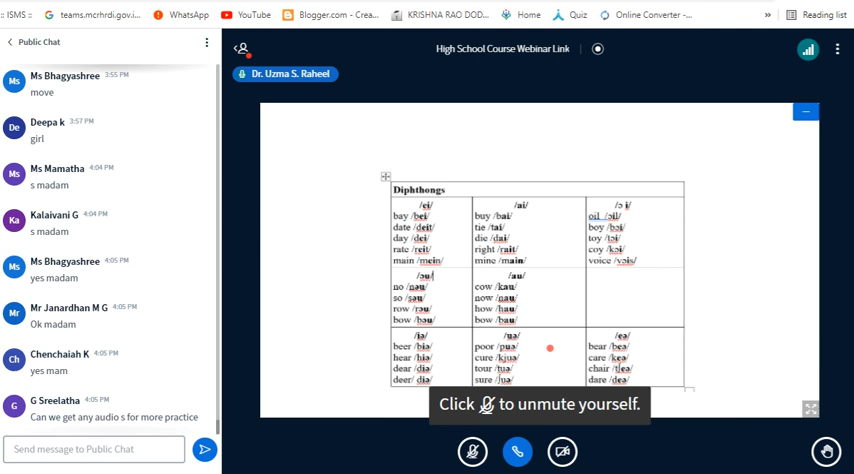 :: ISMS ::
teams.mcrhrdi.gov.i...
WhatsApp
YouTube
Blogger.com - Crea...
KRISHNA RAO DOD...
Home
Quiz
Online Converter -...
»
Reading list
Public Chat
Ms
Ms Bhagyashree 3:55 PM
move
De
Deepa k 3:57 PM
girl
Ms
Ms Mamatha 4:04 PM
s madam
Ka
Kalaivani G 4:04 PM
s madam
Ms
Ms Bhagyashree 4:05 PM
yes madam
Mr
Mr Janardhan M G 4:05 PM
Ok madam
Ch
Chenchaiah K 4:05 PM
yes mam
G
G Sreelatha 4:05 PM
Can we get any audio s for more practice
Send message to Public Chat
High School Course Webinar Link
Dr. Uzma S. Raheel
Diphthongs
/ei/
bay /bei/
date /deit/
day /dei/
rate /reit/
main /mein/
/ai/
buy /bai/
tie /tai/
die /dai/
right /rait/
mine /main/
/ɔ i/
oil /ɔil/
boy /bɔi/
toy /tɔi/
coy /kɔi/
voice /vɔis/
/əu/
no /nəu/
so /səu/
row /rəu/
bow /bəu/
/au/
cow /kau/
now /nau/
how /hau/
bow /bau/
/iə/
beer /biə/
hear /hiə/
dear /diə/
deer/ diə/
/uə/
poor /puə/
cure /kjuə/
tour /tuə/
sure /ʃuə/
/eə/
bear /beə/
care /keə/
chair /tʃeə/
dare /deə/
Click to unmute yourself.